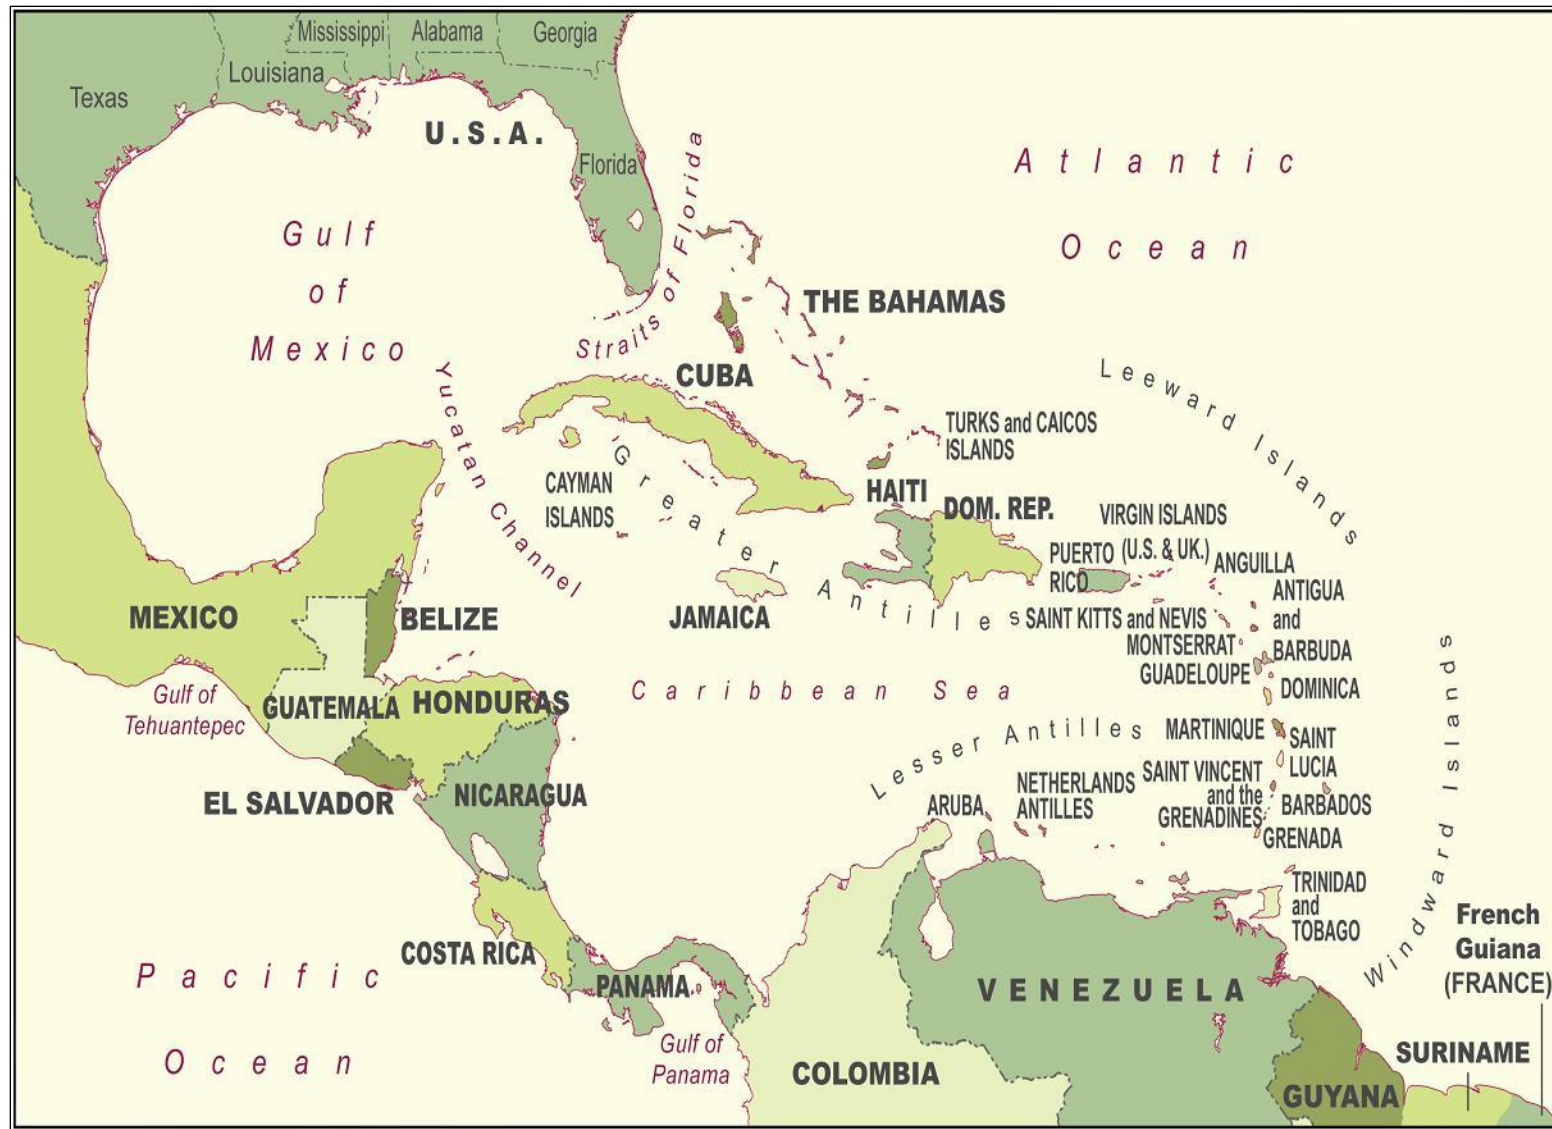 Mississippi
Alabama
Georgia
Louisiana
Texas
U.S.A.
Florida
Atlantic
Ocean
Gulf
of
Mexico
Straits of Florida
THE BAHAMAS
Yucatan Channel
CUBA
Leeward Islands
TURKS and CAICOS
ISLANDS
CAYMAN
ISLANDS
Greater Antilles
HAITI
DOM. REP.
VIRGIN ISLANDS
(U.S. & UK.)
PUERTO
RICO
ANGUILLA
ANTIGUA
and
BARBUDA
MEXICO
BELIZE
JAMAICA
SAINT KITTS and NEVIS
MONTSERRAT
GUADELOUPE
DOMINICA
Gulf of
Tehuantepec
GUATEMALA
HONDURAS
Caribbean Sea
Windward Islands
Lesser Antilles
MARTINIQUE
SAINT
LUCIA
EL SALVADOR
NICARAGUA
ARUBA
NETHERLANDS
ANTILLES
SAINT VINCENT
and the
GRENADINES
BARBADOS
GRENADA
TRINIDAD
and
TOBAGO
French
Guiana
(FRANCE)
COSTA RICA
PANAMA
VENEZUELA
Pacific
Ocean
Gulf of
Panama
COLOMBIA
SURINAME
GUYANA